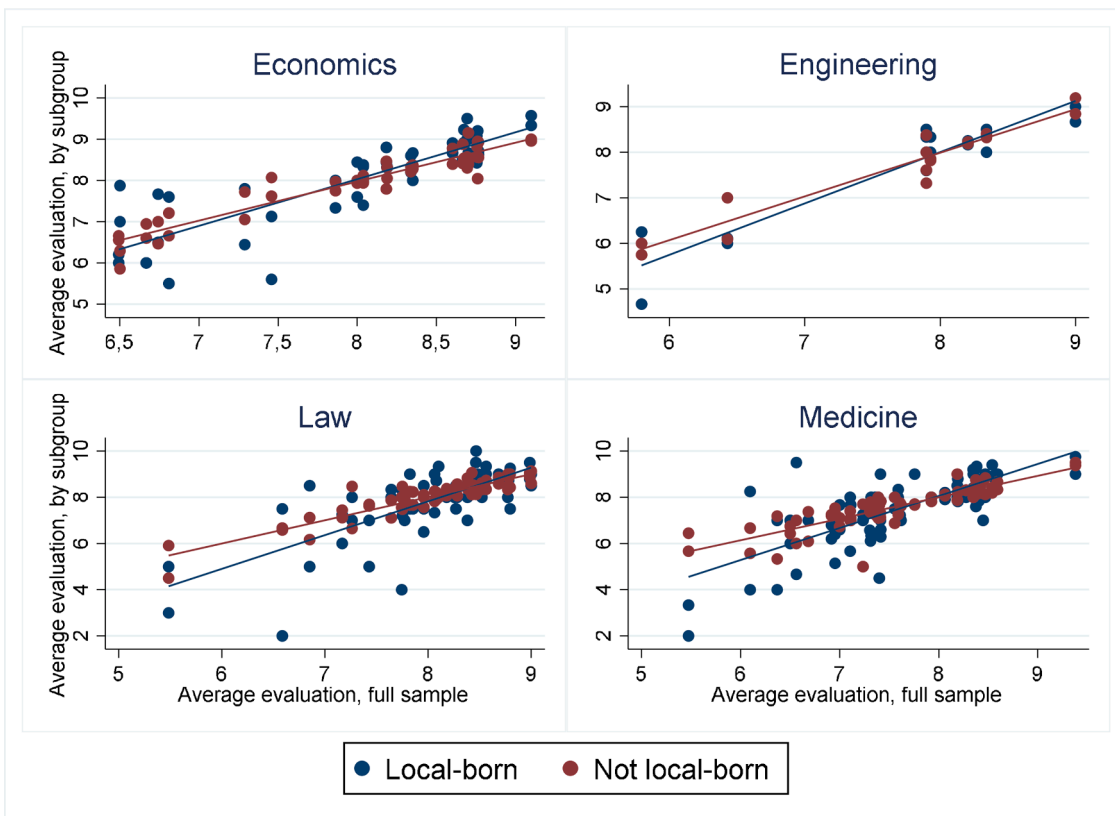 Economics
Average evaluation, by subgroup
10
9
8
7
6
5
6,5 7 7,5 8 8,5 9
Engineering
9
8
7
6
5
6 7 8 9
Law
Average evaluation, by subgroup
10
8
6
4
2
5 6 7 8 9
Average evaluation, full sample
Medicine
10
8
6
4
2
5 6 7 8 9
Average evaluation, full sample
Local-born Not local-born